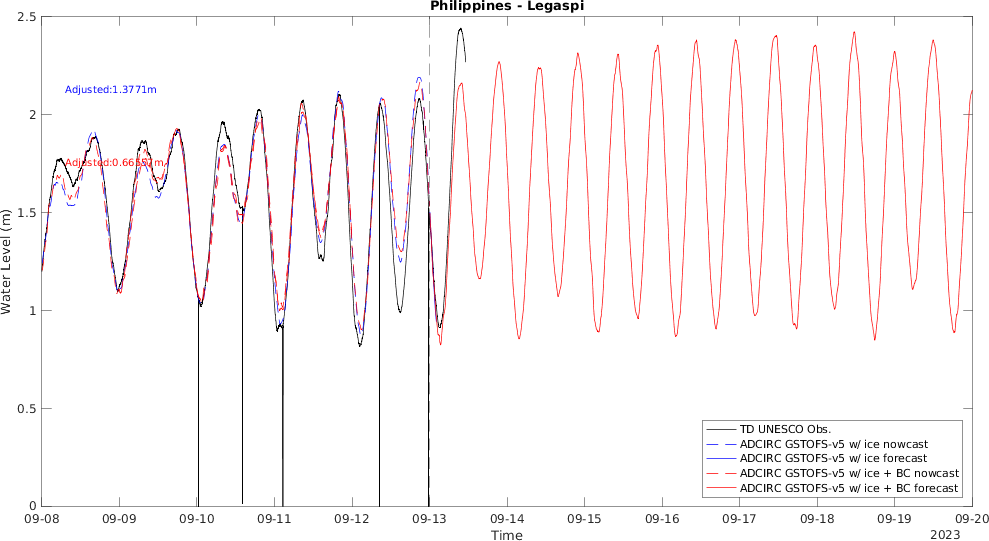 Philippines - Legaspi
2.5
2
1.5
1
0.5
0
Water Level (m)
Adjusted:1.3771m
TD UNESCO Obs.
ADCIRC GSTOFS-v5 w/ ice nowcast
ADCIRC GSTOFS-v5 w/ ice forecast
ADCIRC GSTOFS-v5 w/ ice + BC nowcast
ADCIRC GSTOFS-v5 w/ ice + BC forecast
09-08 09-09 09-10 09-11 09-12 09-13 09-14 09-15 09-16 09-17 09-18 09-19 09-20
Time
2023